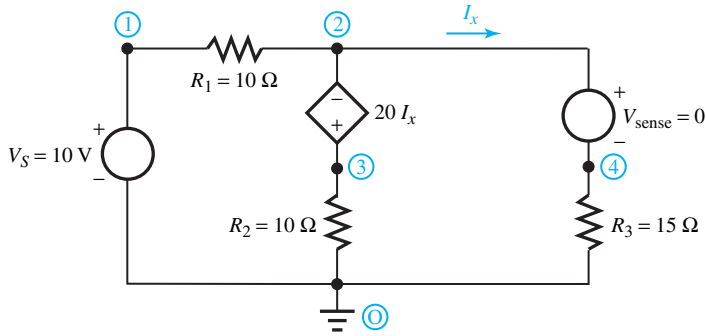 1
2
I_x
R_1 = 10 Ω
−
+
20 I_x
+
V_sense = 0
−
+
V_S = 10 V
−
3
4
R_2 = 10 Ω
R_3 = 15 Ω
O